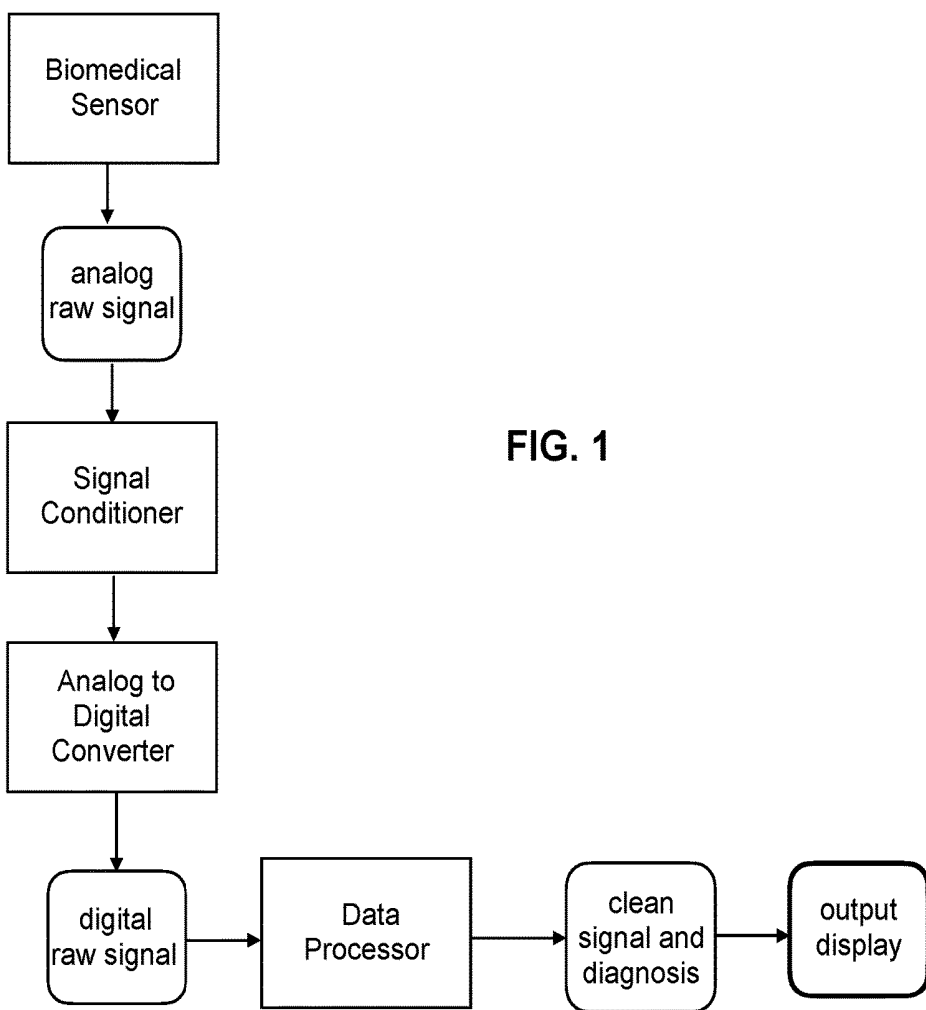 Biomedical
Sensor
analog
raw signal
Signal
Conditioner
FIG. 1
Analog to
Digital
Converter
digital
raw signal
Data
Processor
clean
signal and
diagnosis
output
display